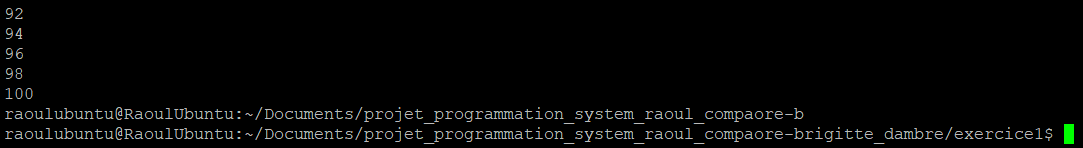 92
94
96
98
100
raoulubuntu@RaoulUbuntu:~/Documents/projet_programmation_system_raoul_compaore-b
raoulubuntu@RaoulUbuntu:~/Documents/projet_programmation_system_raoul_compaore-brigitte_dambre/exercice1$